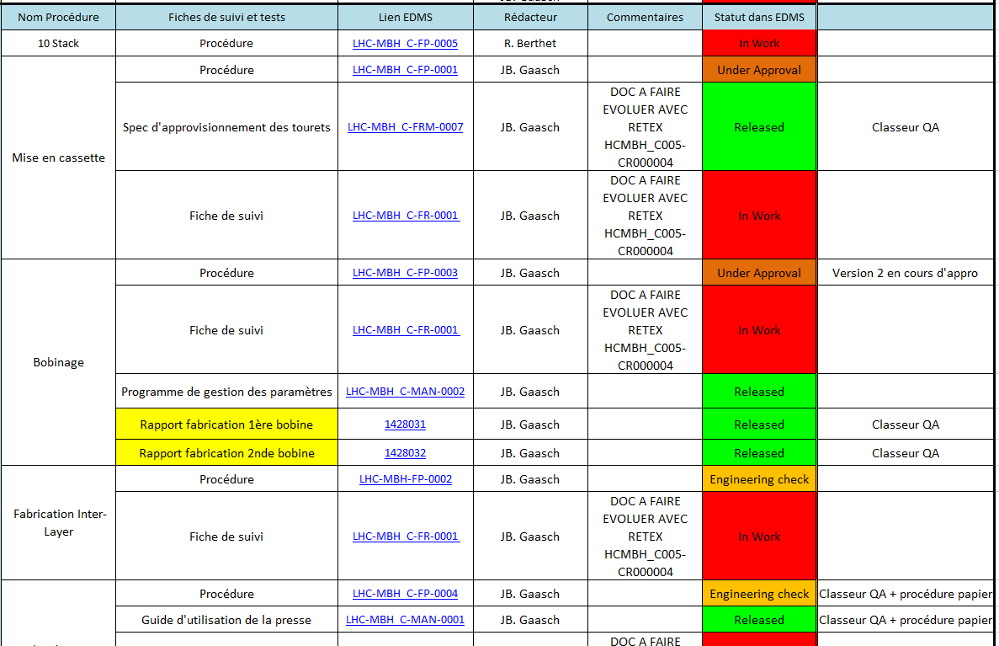 Nom Procédure Fiches de suivi et tests Lien EDMS Rédacteur Commentaires Statut dans EDMS
10 Stack Procédure LHC-MBH_C-FP-0005 R. Berthet In Work
Mise en cassette
Procédure LHC-MBH_C-FP-0001 JB. Gaasch Under Approval
Spec d'approvisionnement des tourets LHC-MBH_C-FRM-0007 JB. Gaasch
DOC A FAIRE
EVOLUER AVEC
RETEX
HCMBH_C005-
CR000004
Released Classeur QA
Fiche de suivi LHC-MBH_C-FR-0001 JB. Gaasch
DOC A FAIRE
EVOLUER AVEC
RETEX
HCMBH_C005-
CR000004
In Work
Bobinage
Procédure LHC-MBH_C-FP-0003 JB. Gaasch Under Approval Version 2 en cours d'appro
Fiche de suivi LHC-MBH_C-FR-0001 JB. Gaasch
DOC A FAIRE
EVOLUER AVEC
RETEX
HCMBH_C005-
CR000004
In Work
Programme de gestion des paramètres LHC-MBH_C-MAN-0002 JB. Gaasch Released
Rapport fabrication 1ère bobine 1428031 JB. Gaasch Released Classeur QA
Rapport fabrication 2nde bobine 1428032 JB. Gaasch Released Classeur QA
Fabrication Inter-
Layer
Procédure LHC-MBH-FP-0002 JB. Gaasch Engineering check
Fiche de suivi LHC-MBH_C-FR-0001 JB. Gaasch
DOC A FAIRE
EVOLUER AVEC
RETEX
HCMBH_C005-
CR000004
In Work
Procédure LHC-MBH_C-FP-0004 JB. Gaasch Engineering check Classeur QA + procédure papier
Guide d'utilisation de la presse LHC-MBH_C-MAN-0001 JB. Gaasch Released Classeur QA + procédure papier
DOC A FAIRE